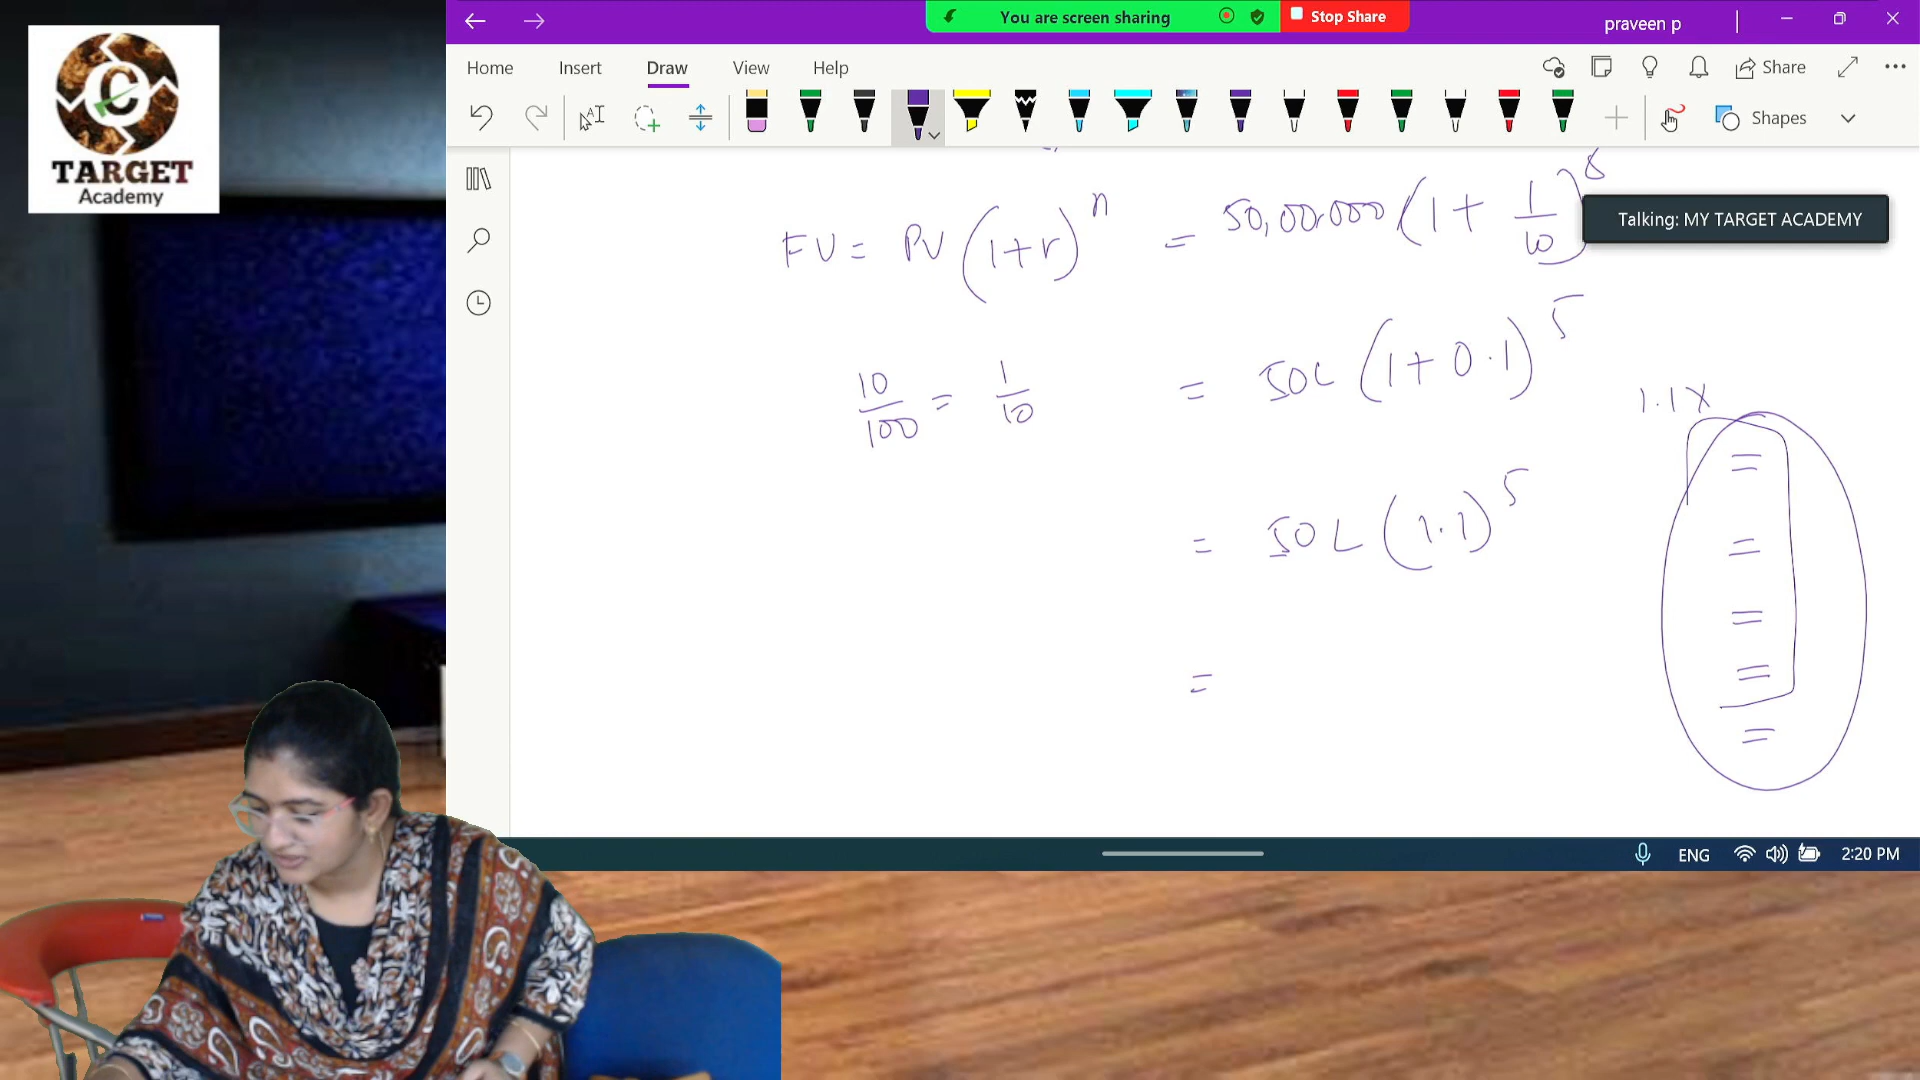 You are screen sharing
Stop Share
praveen p
Home Insert Draw View Help
Share
Shapes
C
TARGET
Academy
Talking: MY TARGET ACADEMY
FV = PV (1+r)^n = 50,00,000 (1 + 1/10)^5
10/100 = 1/10
= 50L (1+0.1)^5
1.1 X
=
=
=
=
=
= 50L (1.1)^5
=
ENG
2:20 PM